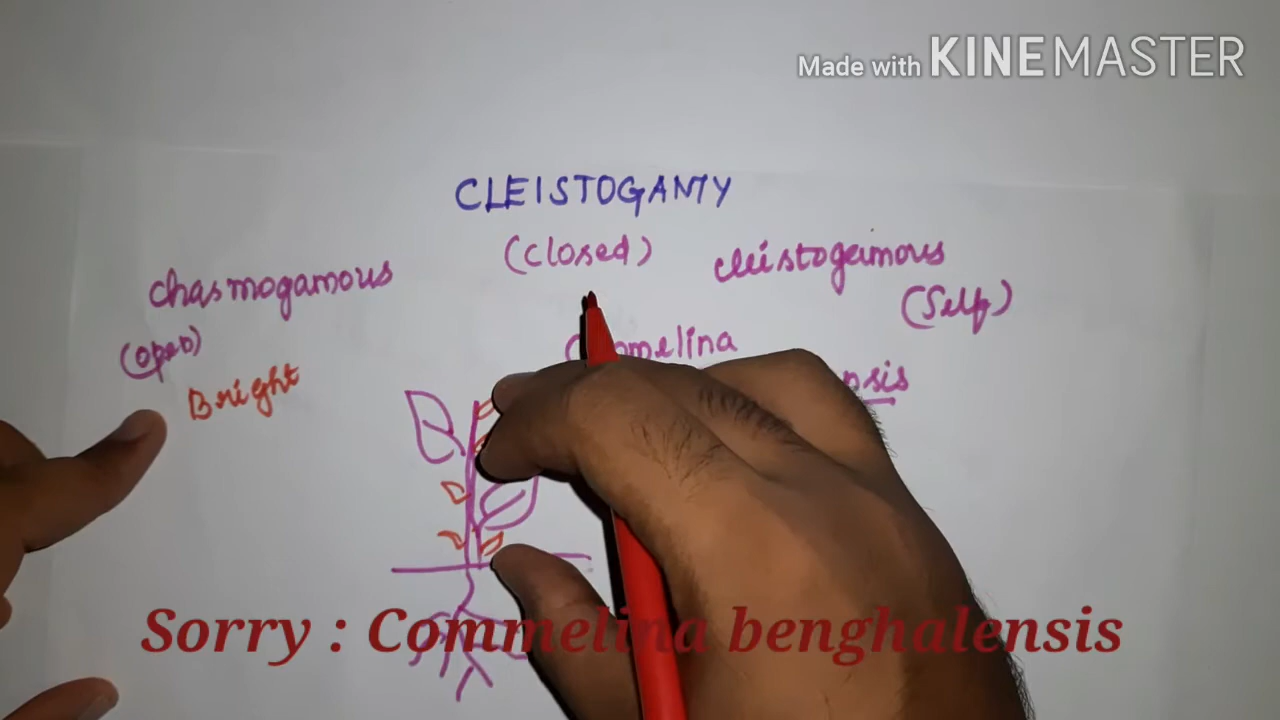 Made with KINEMASTER
CLEISTOGAMY
(closed)
chasmogamous
cleistogamous
(open)
(Self)
Bright
Sorry : Commelina benghalensis